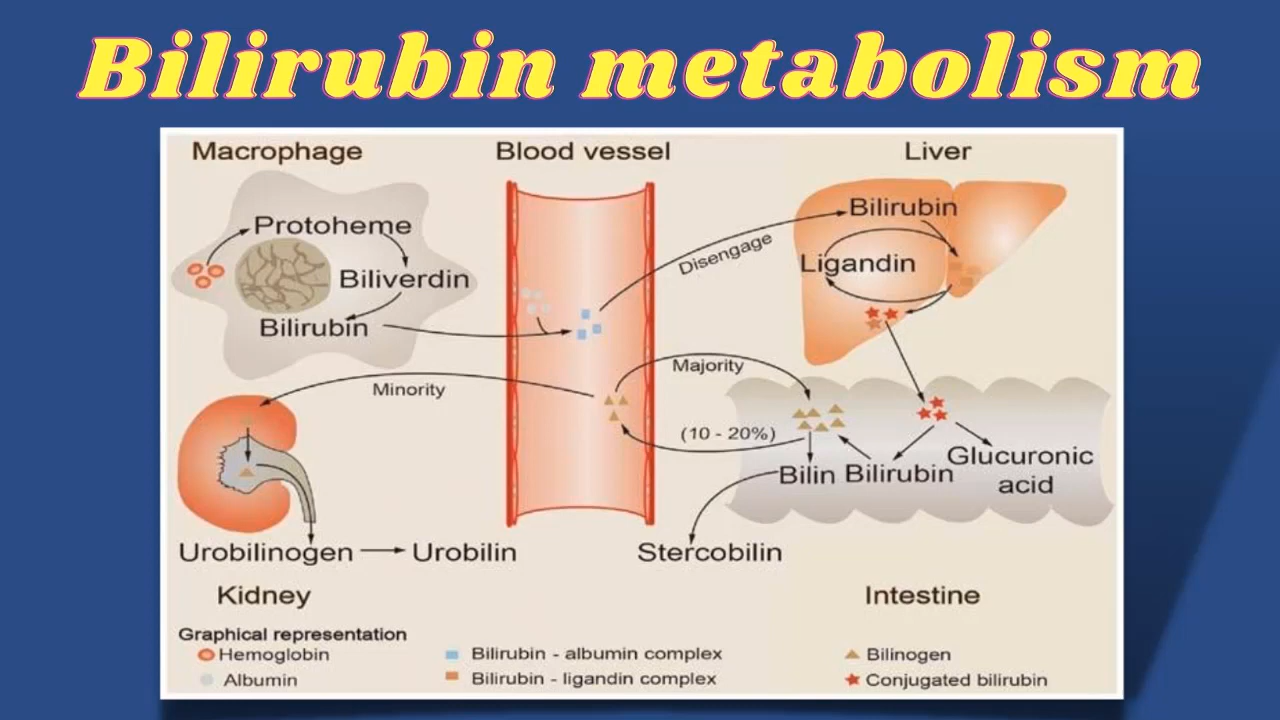 Bilirubin metabolism
Macrophage
Blood vessel
Liver
Protoheme
Biliverdin
Bilirubin
Disengage
Bilirubin
Ligandin
Minority
Majority
(10 - 20%)
Bilin
Bilirubin
Glucuronic
acid
Urobilinogen
Urobilin
Stercobilin
Kidney
Intestine
Graphical representation
Hemoglobin
Albumin
Bilirubin - albumin complex
Bilirubin - ligandin complex
Bilinogen
Conjugated bilirubin